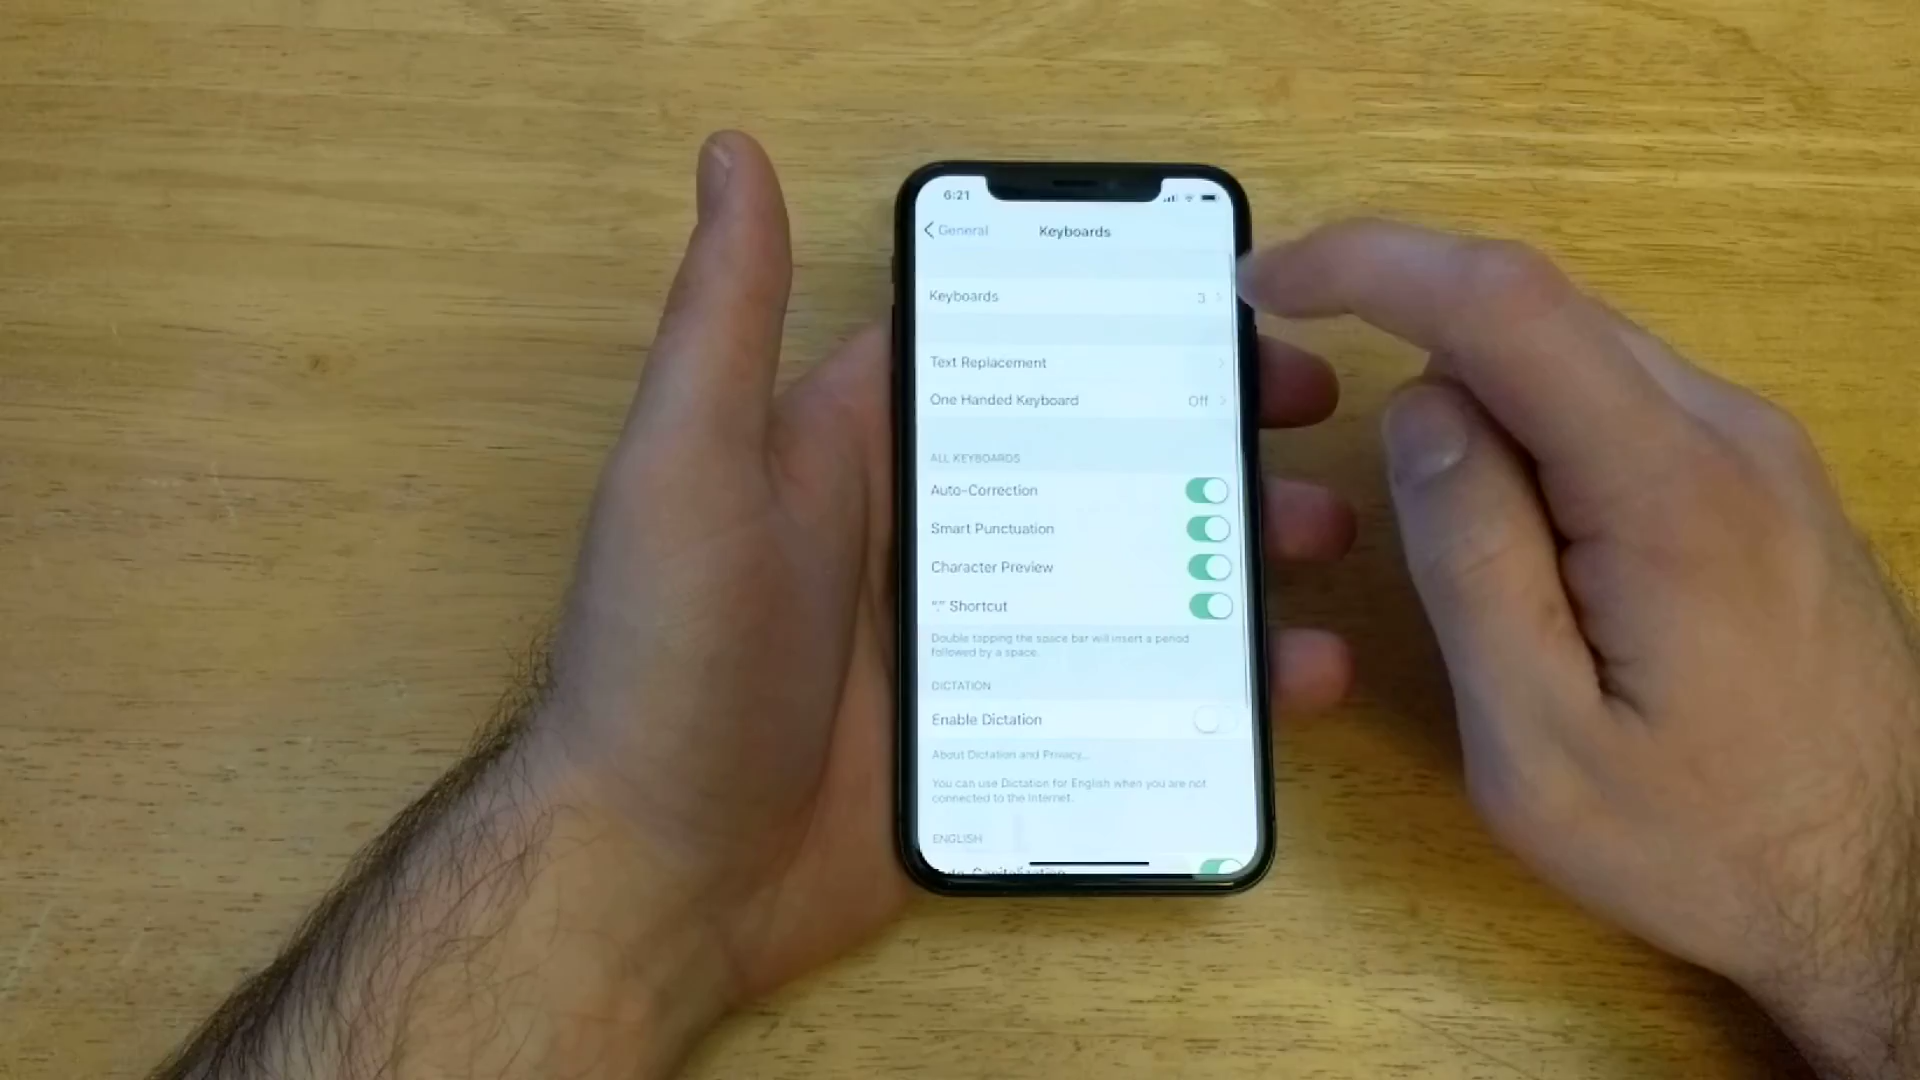 6:21
General
Keyboards
Keyboards 3
Text Replacement
One Handed Keyboard Off
ALL KEYBOARDS
Auto-Correction
Smart Punctuation
Character Preview
"." Shortcut
Double tapping the space bar will insert a period
followed by a space.
DICTATION
Enable Dictation
About Dictation and Privacy...
You can use Dictation for English when you are not
connected to the Internet.
ENGLISH
Auto-Capitalization